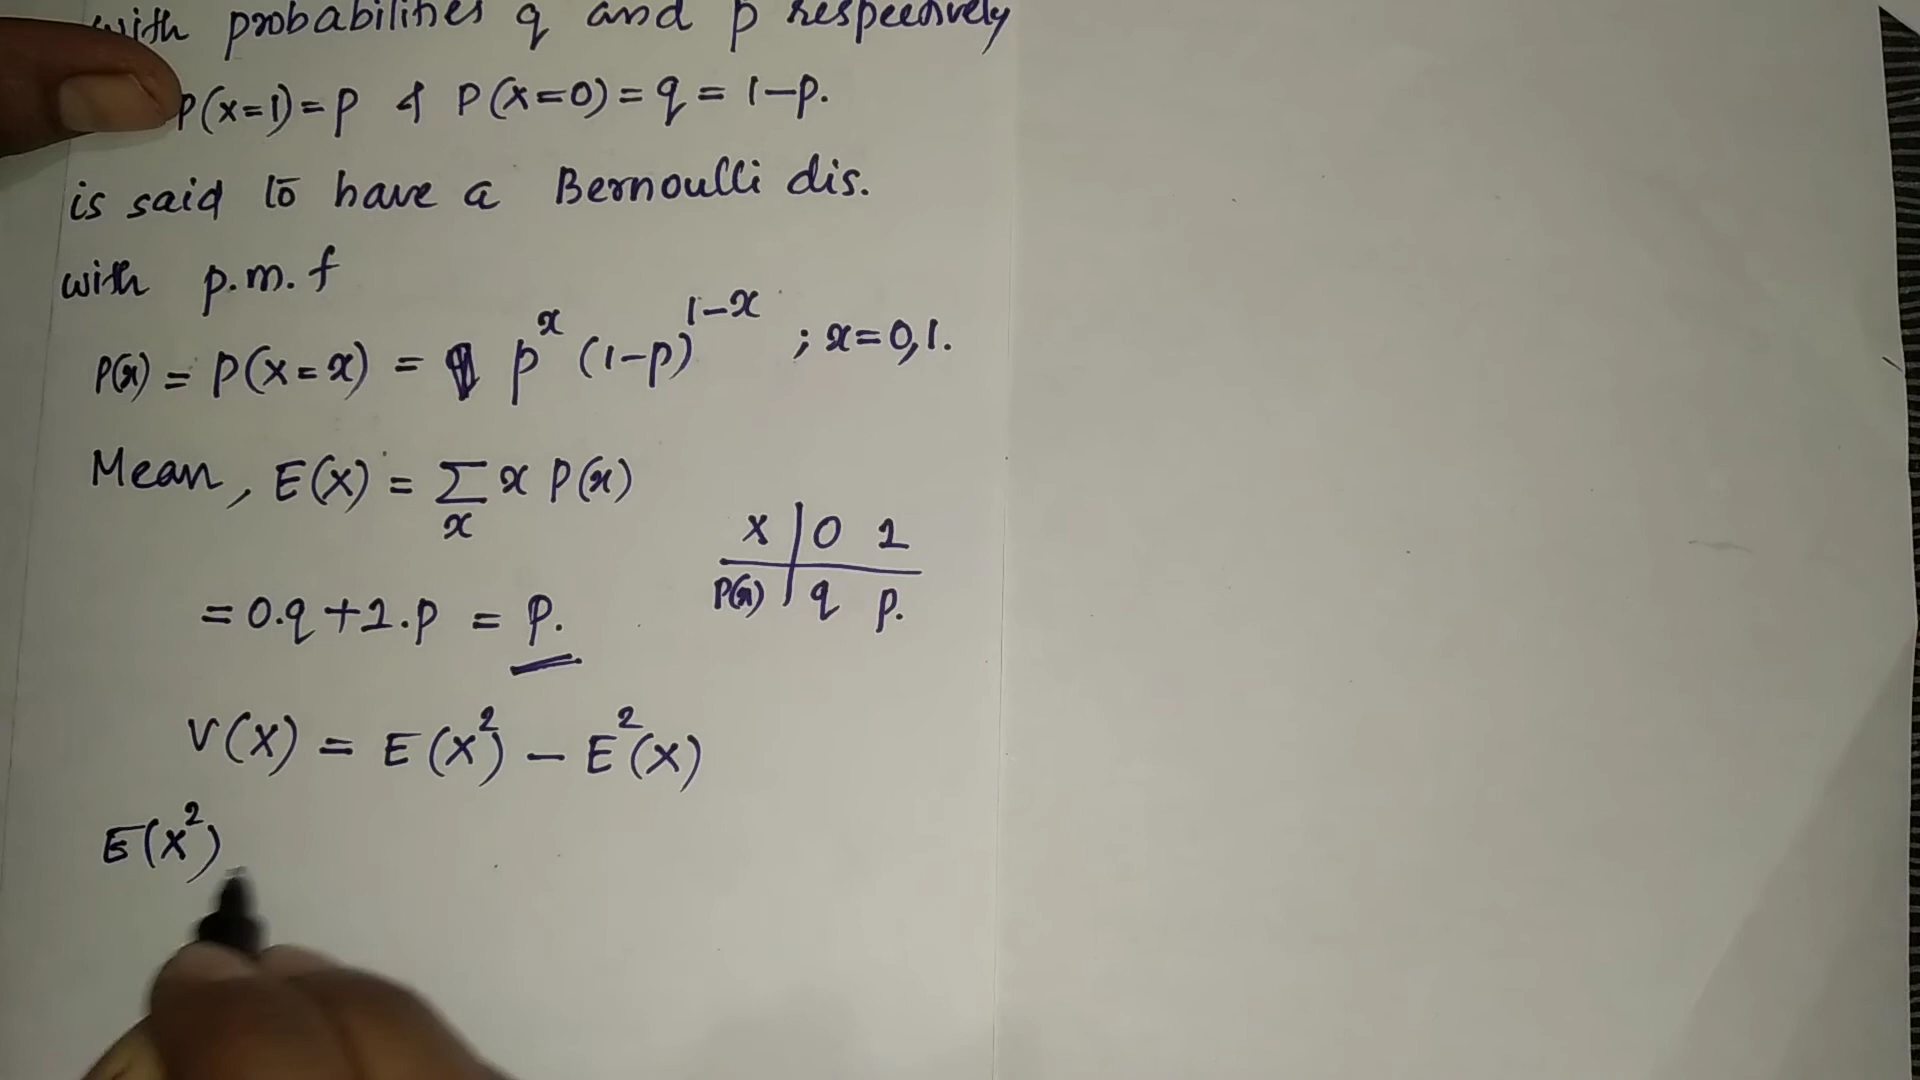 with probabilities q and p respectively
P(X=1)=p & P(X=0)=q=1-p.
is said to have a Bernoulli dis.
with p.m.f
P(x) = P(X=x) = p^x (1-p)^{1-x} ; x=0,1.
Mean, E(X) = Σ_x x P(x)
X | 0 1
P(x) | q p.
= 0.q + 1.p = p.
V(X) = E(X²) - E²(X)
E(X²)